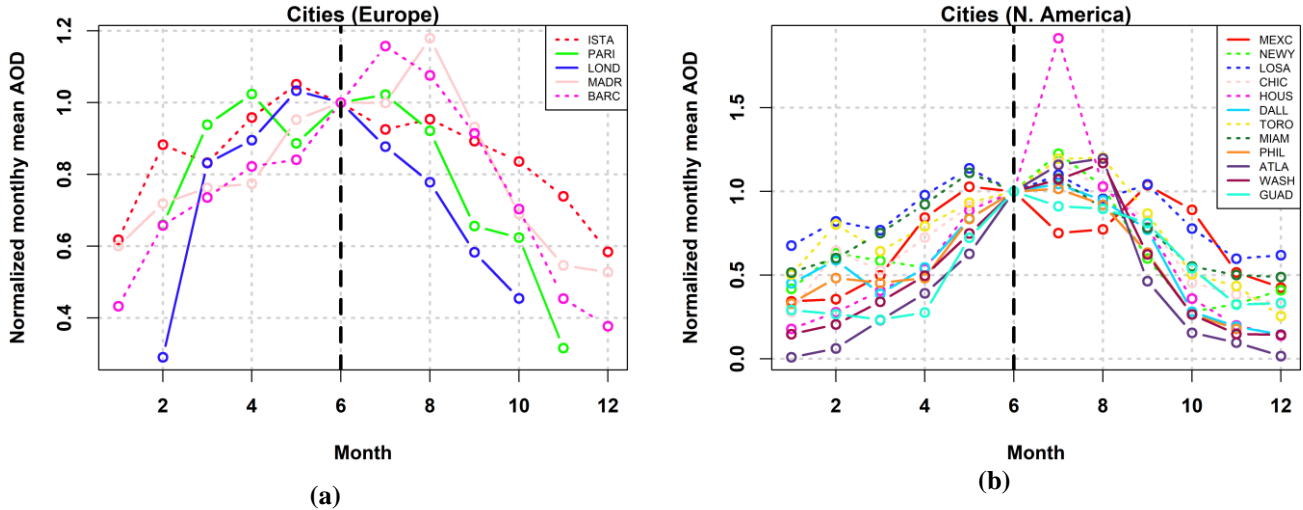 Cities (Europe)
Normalized montlhy mean AOD
1.2
1.0
0.8
0.6
0.4
2 4 6 8 10 12
Month
ISTA
PARI
LOND
MADR
BARC
(a)
Cities (N. America)
Normalized montlhy mean AOD
1.5
1.0
0.5
0.0
2 4 6 8 10 12
Month
MEXC
NEWY
LOSA
CHIC
HOUS
DALL
TORO
MIAM
PHIL
ATLA
WASH
GUAD
(b)